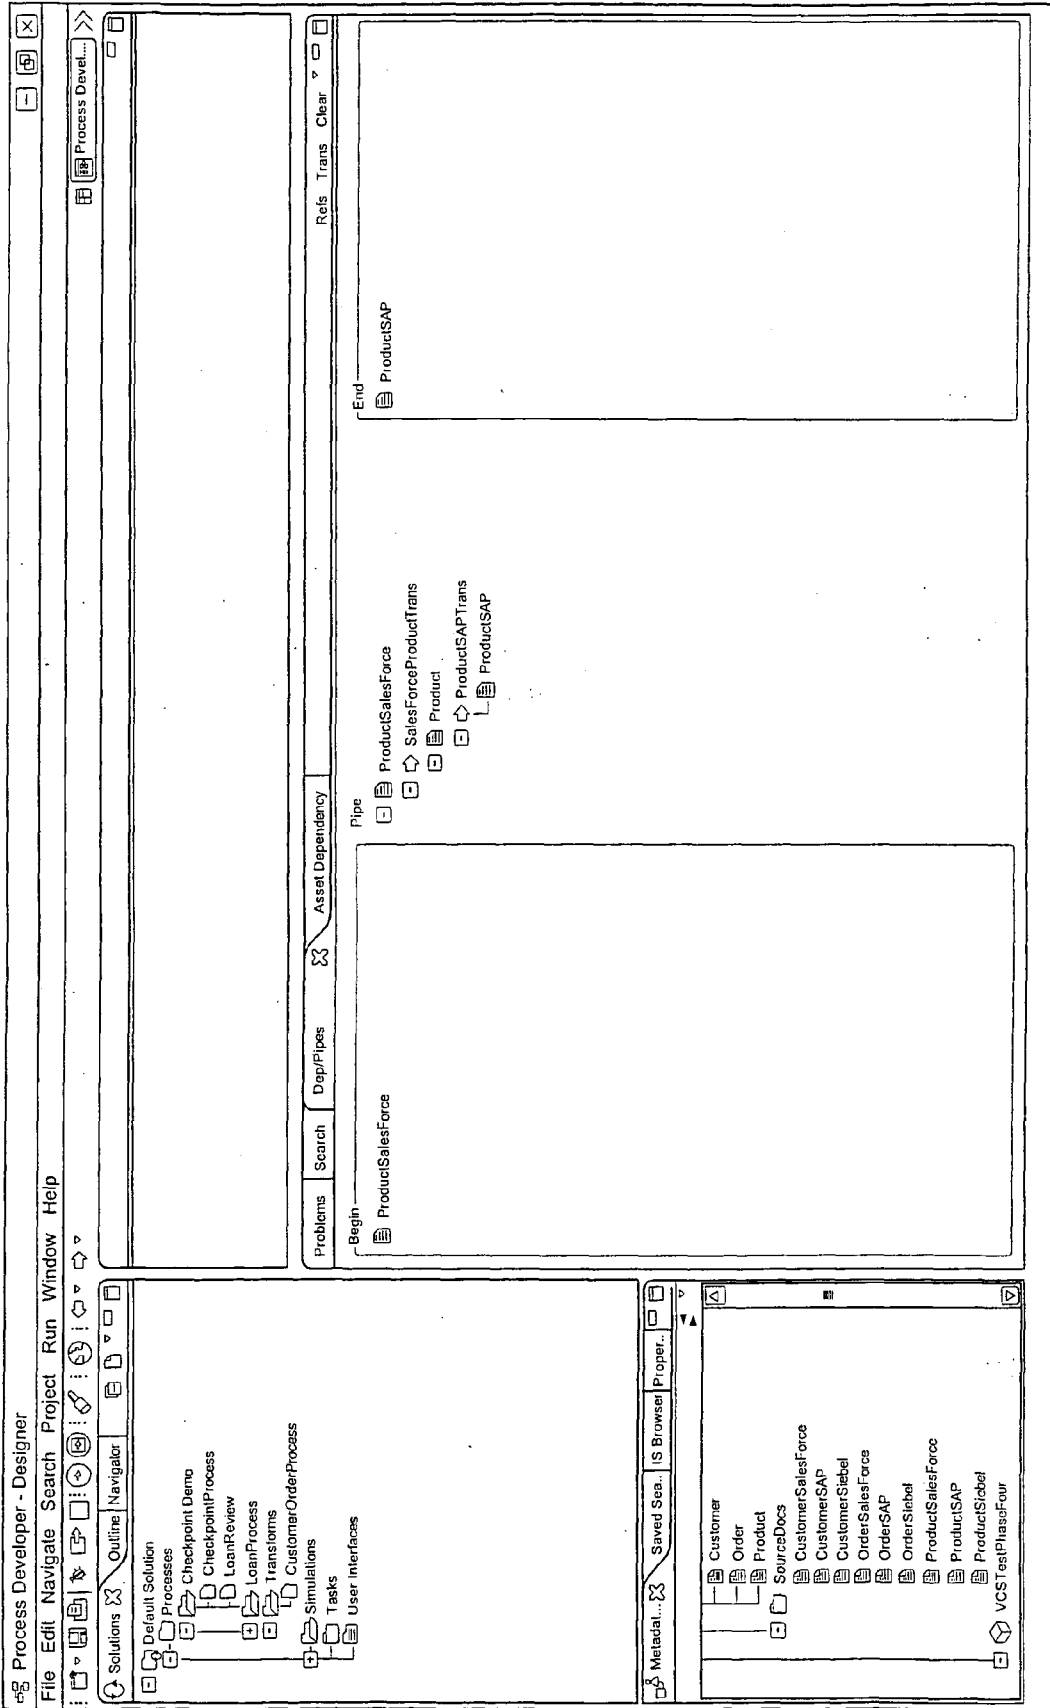 Process Developer - Designer
File Edit Navigate Search Project Run Window Help
Process Devel...
Solutions Outline Navigator
Default Solution
Processes
Checkpoint Demo
CheckpointProcess
LoanReview
LoanProcess
Transforms
CustomerOrderProcess
Simulations
Tasks
User Interfaces
Metadat... Saved Sea.. IS Browser Proper..
Customer
Order
Product
SourceDocs
CustomerSalesForce
CustomerSAP
CustomerSiebel
OrderSalesForce
OrderSAP
OrderSiebel
ProductSalesForce
ProductSAP
ProductSiebel
VCSTestPhaseFour
Problems Search Dep/Pipes Asset Dependency
Refs Trans Clear
Begin
ProductSalesForce
Pipe
ProductSalesForce
SalesForceProductTrans
Product
ProductSAPTrans
ProductSAP
End
ProductSAP